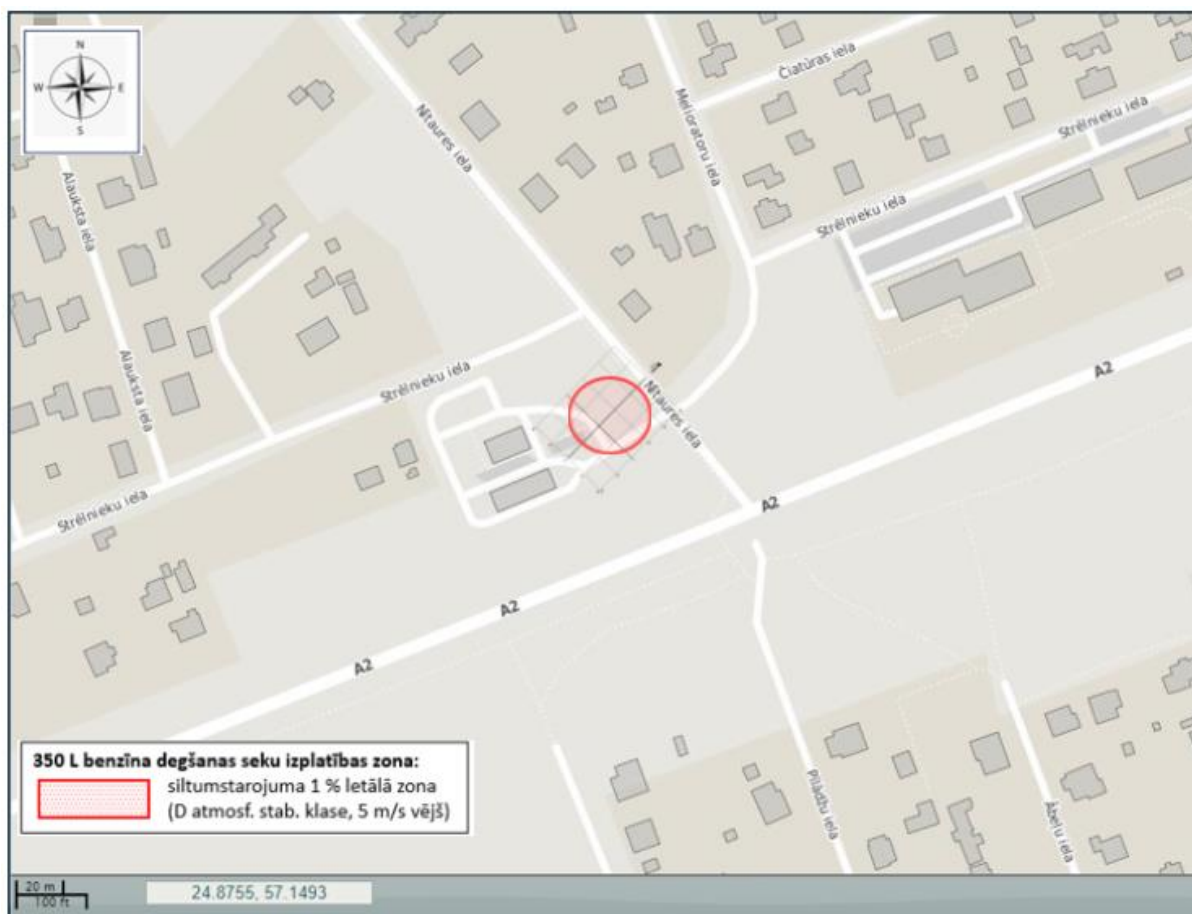 N
W E
S
Nītaures iela
Meliorатoru iela
Čiatūras iela
Strēlnieku iela
Strēlnieku iela
Alauksta iela
Alauksta iela
Strēlnieku iela
Nītaures iela
Strēlnieku iela
A2
A2
A2
A2
Pīlādžu iela
Ābeļu iela
350 L benzīna degšanas seku izplatības zona:
siltumstarojuma 1 % letālā zona
(D atmosf. stab. klase, 5 m/s vējš)
20 m
100 ft
24.8755, 57.1493